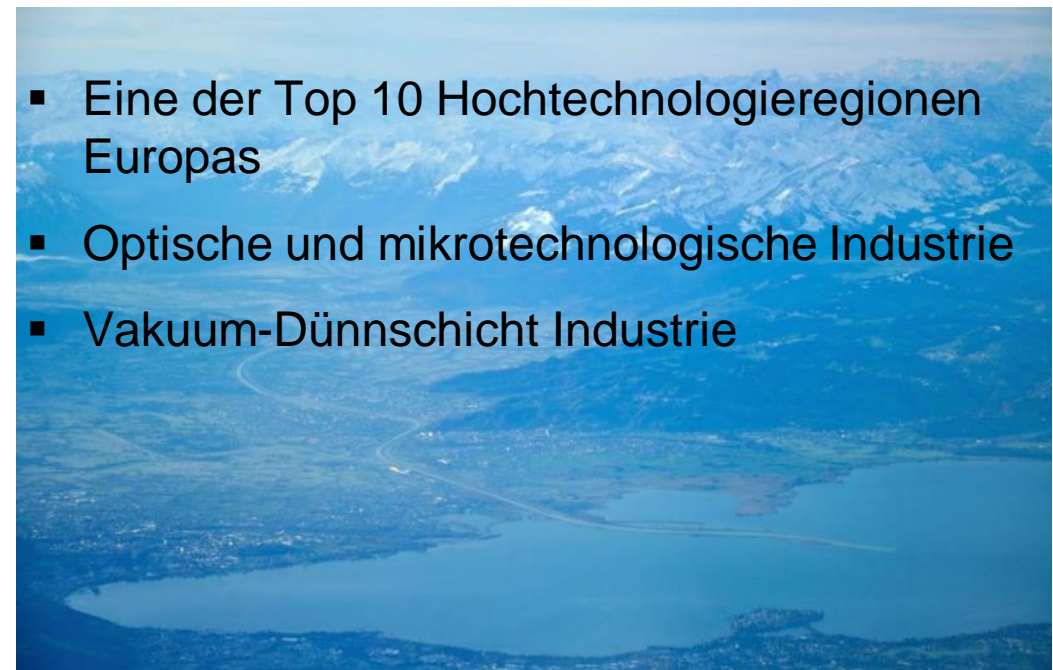 ▪ Eine der Top 10 Hochtechnologieregionen
Europas
▪ Optische und mikrotechnologische Industrie
▪ Vakuum-Dünnschicht Industrie